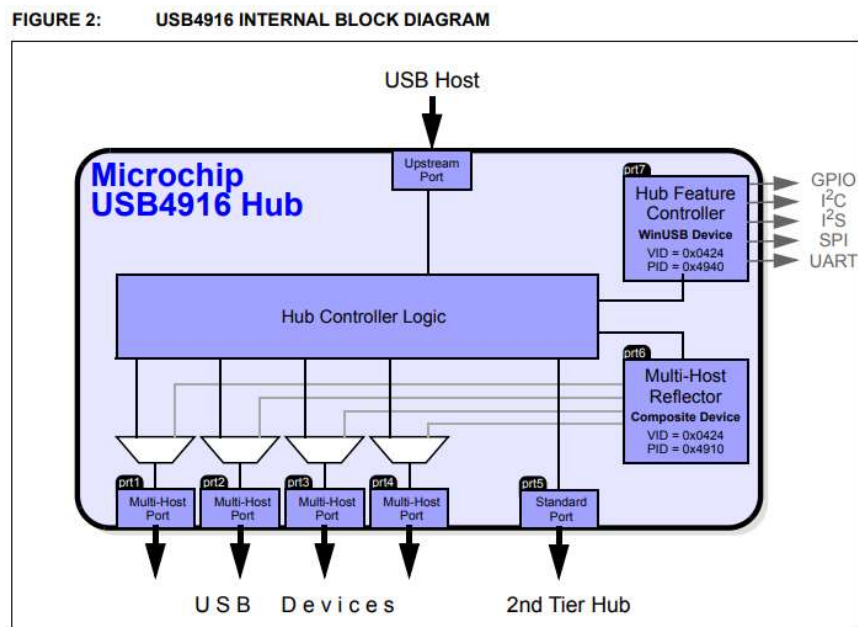 FIGURE 2: USB4916 INTERNAL BLOCK DIAGRAM
USB Host
Microchip
USB4916 Hub
Upstream
Port
prt7
Hub Feature
Controller
WinUSB Device
VID = 0x0424
PID = 0x4940
GPIO
I²C
I²S
SPI
UART
Hub Controller Logic
prt6
Multi-Host
Reflector
Composite Device
VID = 0x0424
PID = 0x4910
prt1
Multi-Host
Port
prt2
Multi-Host
Port
prt3
Multi-Host
Port
prt4
Multi-Host
Port
prt5
Standard
Port
USB Devices
2nd Tier Hub